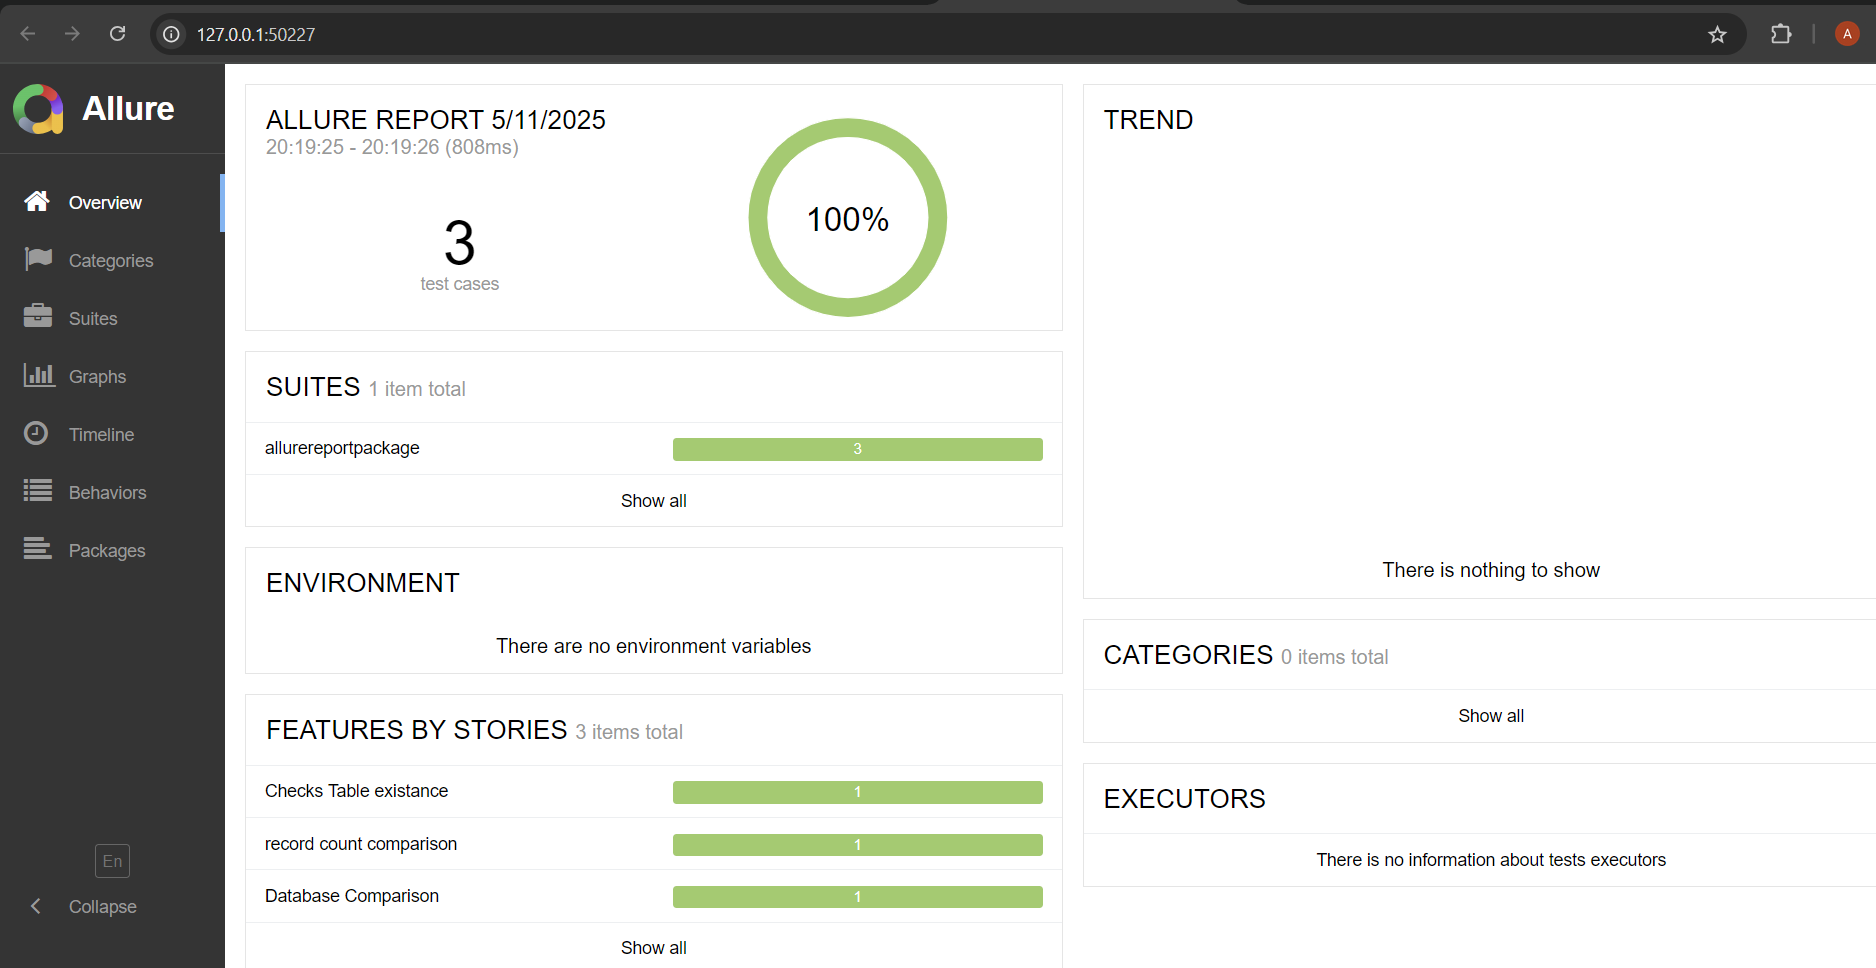 127.0.0.1:50227
A
Allure
Overview
Categories
Suites
Graphs
Timeline
Behaviors
Packages
En
Collapse
ALLURE REPORT 5/11/2025
20:19:25 - 20:19:26 (808ms)
3
test cases
100%
SUITES 1 item total
allurereportpackage 3
Show all
ENVIRONMENT
There are no environment variables
FEATURES BY STORIES 3 items total
Checks Table existance 1
record count comparison 1
Database Comparison 1
Show all
TREND
There is nothing to show
CATEGORIES 0 items total
Show all
EXECUTORS
There is no information about tests executors